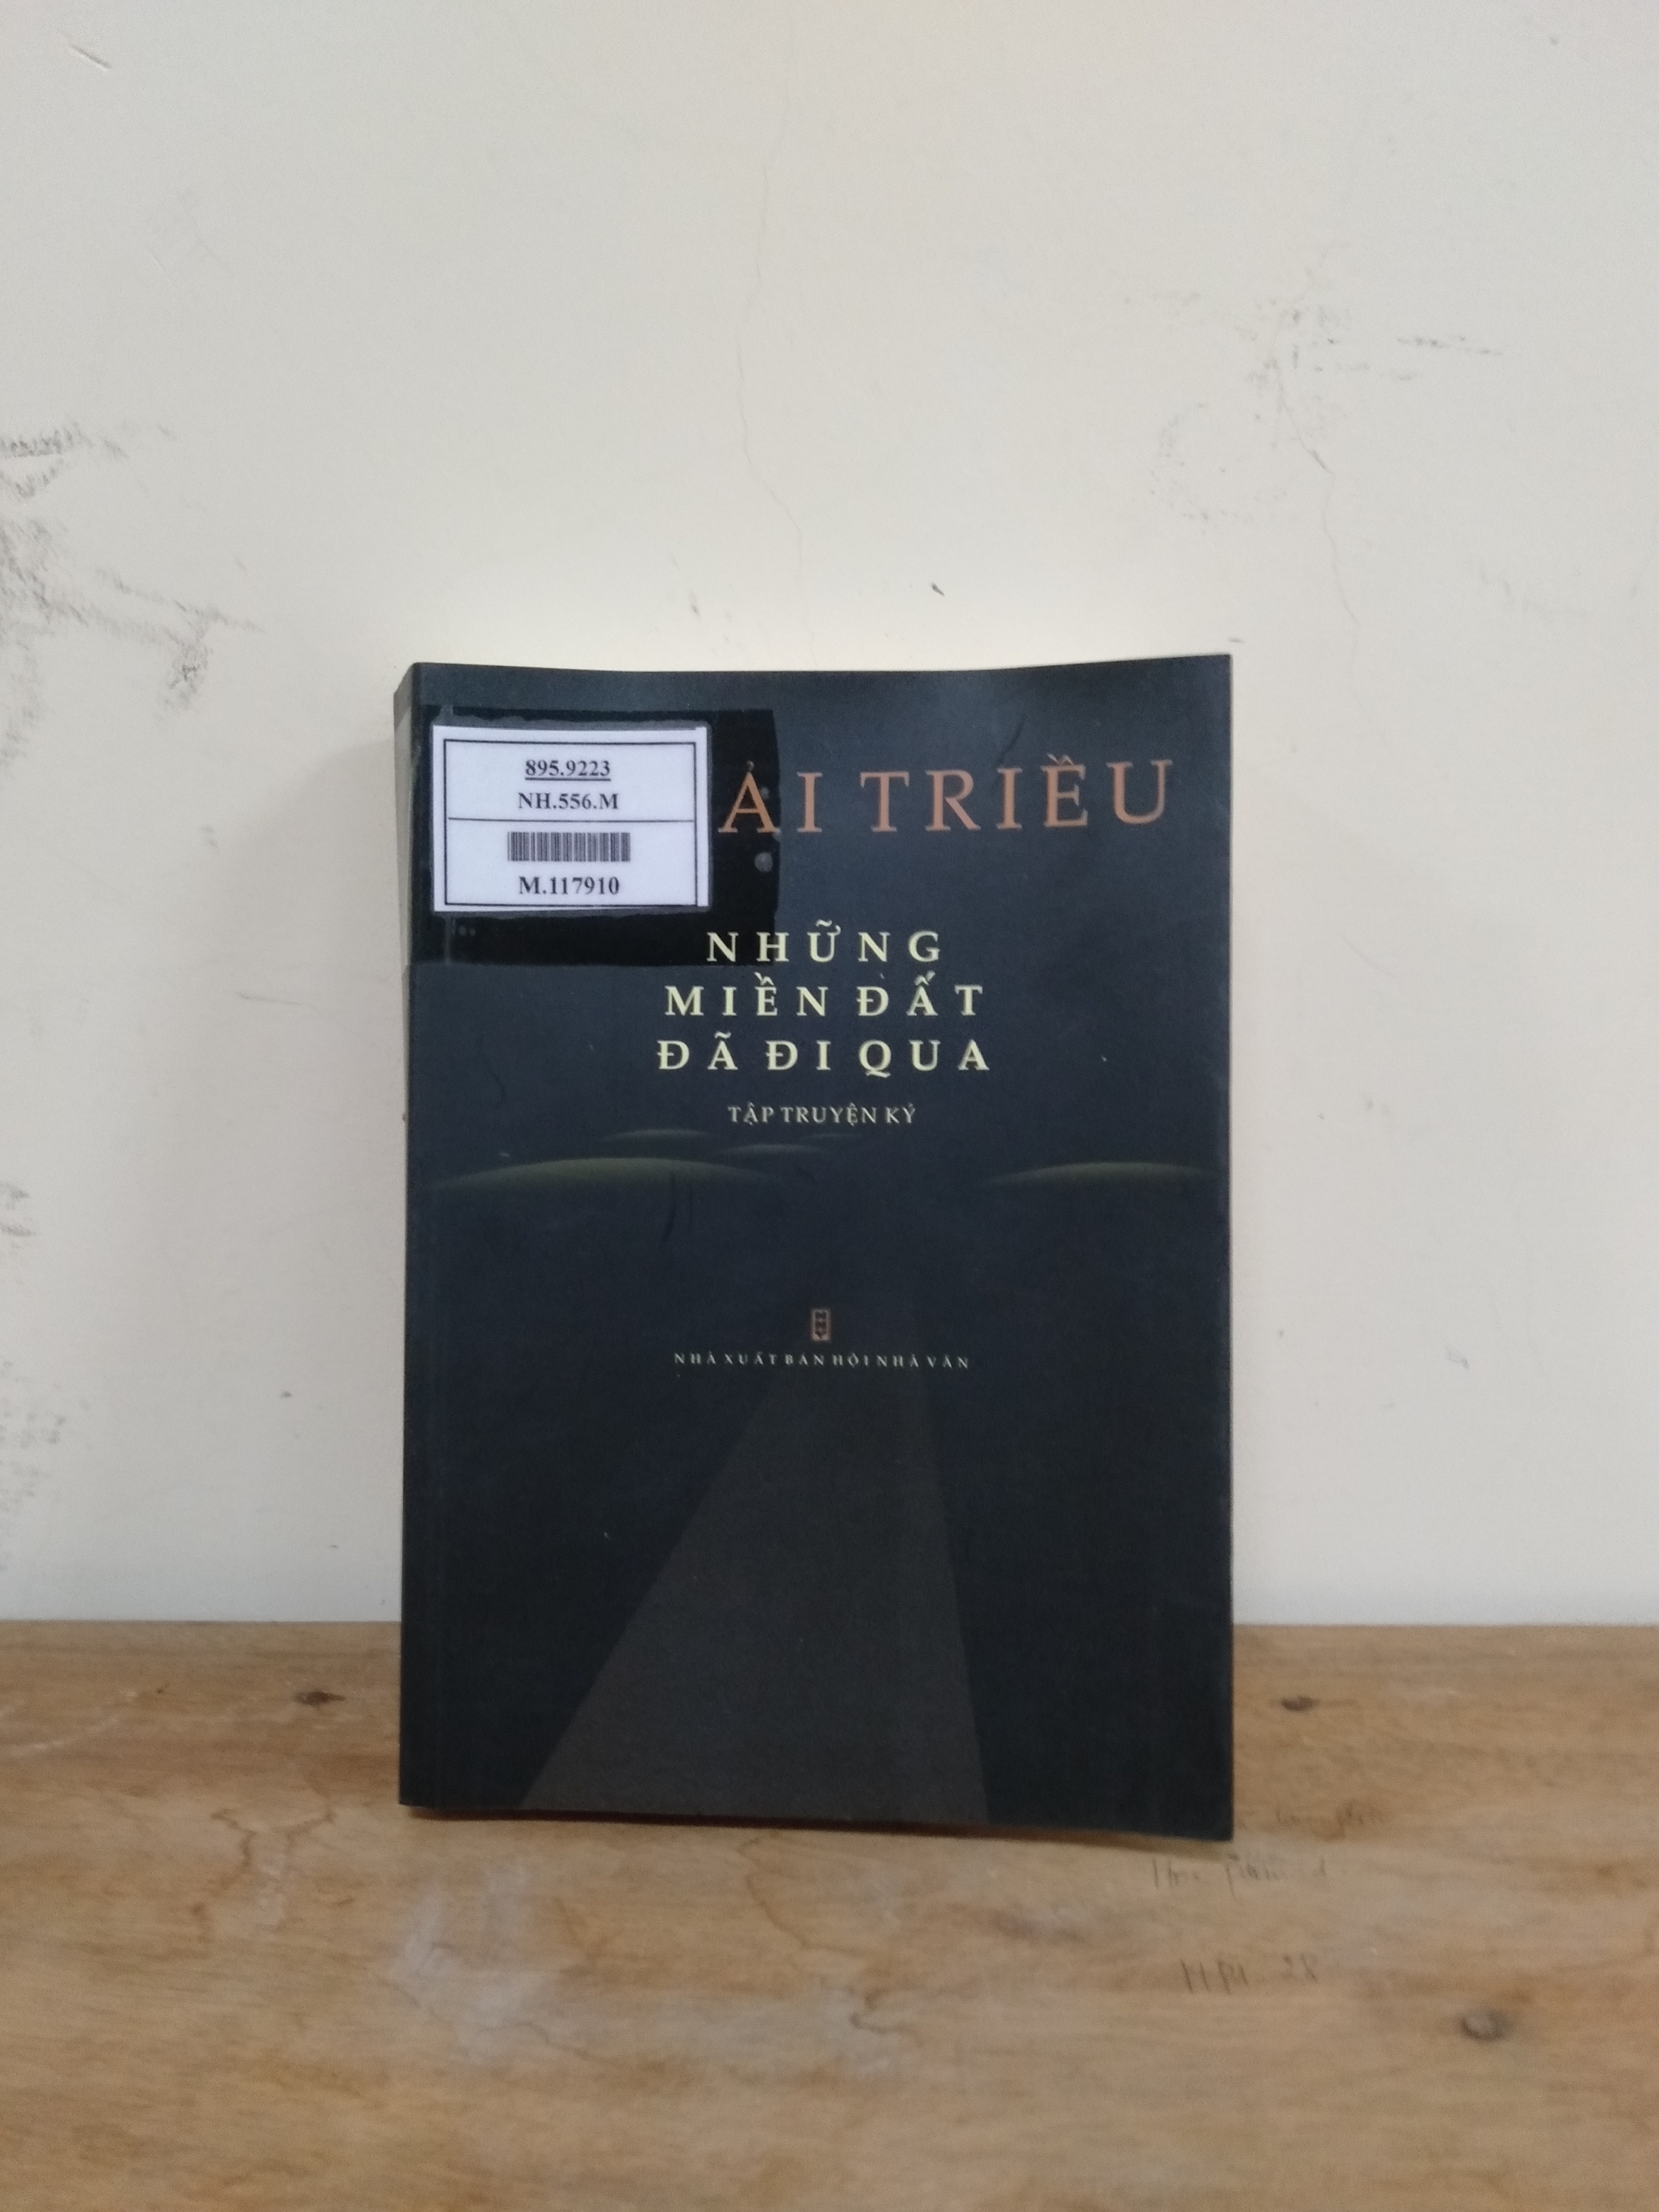 895.9223
NH.556.M
M.117910
ẢI TRIỀU
NHỮNG
MIỀN ĐẤT
ĐÃ ĐI QUA
TẬP TRUYỆN KÝ
NHÀ XUẤT BẢN HỘI NHÀ VĂN